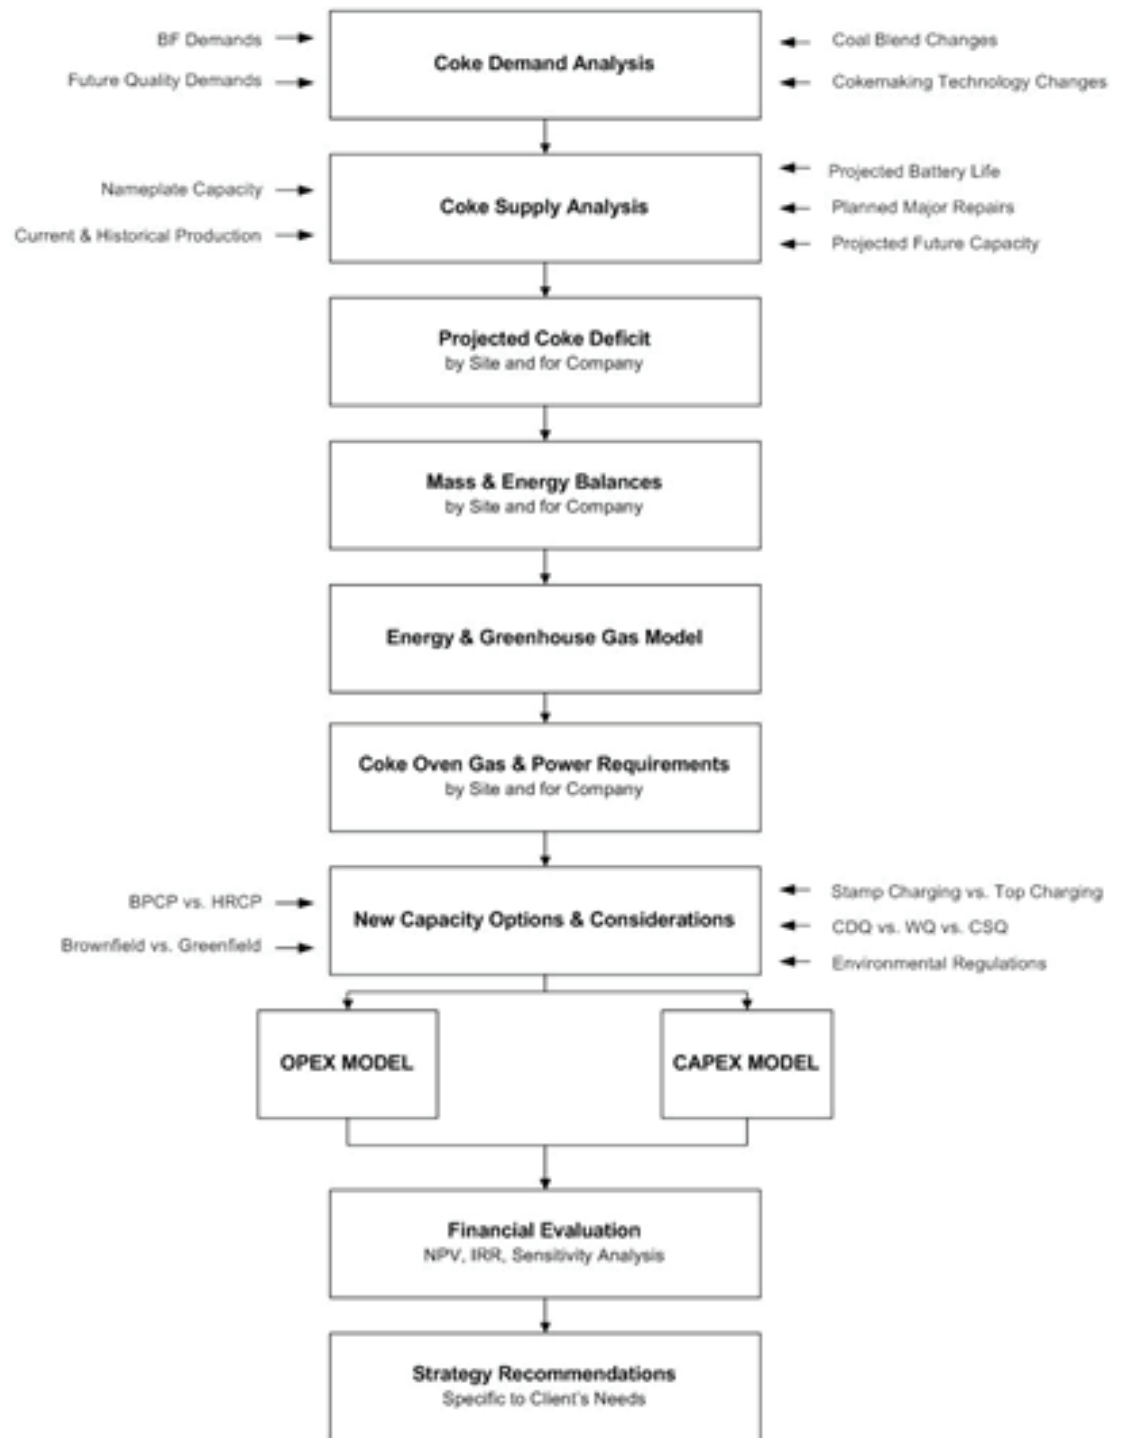 BF Demands
Future Quality Demands
Coke Demand Analysis
Coal Blend Changes
Cokemaking Technology Changes
Nameplate Capacity
Current & Historical Production
Coke Supply Analysis
Projected Battery Life
Planned Major Repairs
Projected Future Capacity
Projected Coke Deficit
by Site and for Company
Mass & Energy Balances
by Site and for Company
Energy & Greenhouse Gas Model
Coke Oven Gas & Power Requirements
by Site and for Company
BPCP vs. HRCP
Brownfield vs. Greenfield
New Capacity Options & Considerations
Stamp Charging vs. Top Charging
CDQ vs. WQ vs. CSQ
Environmental Regulations
OPEX MODEL
CAPEX MODEL
Financial Evaluation
NPV, IRR, Sensitivity Analysis
Strategy Recommendations
Specific to Client's Needs